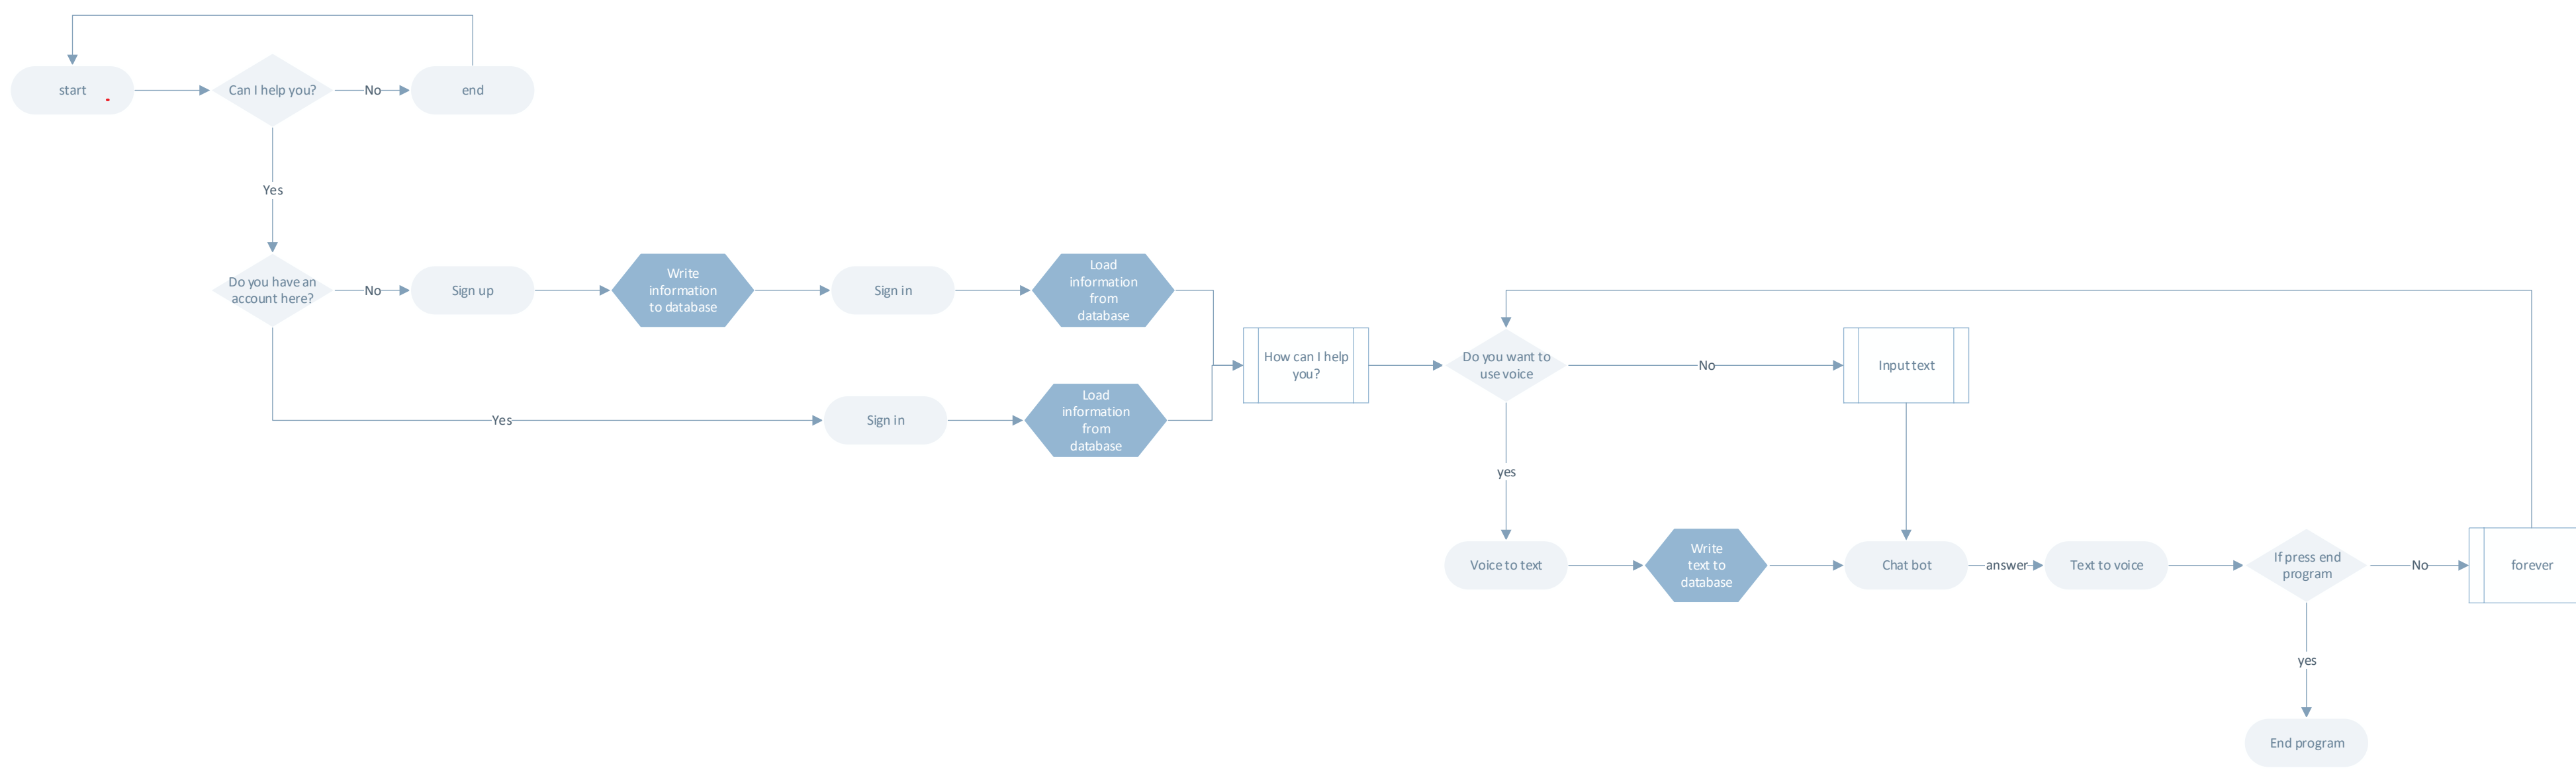 start
Can I help you?
No
end
Yes
Do you have an
account here?
No
Sign up
Write
information
to database
Sign in
Load
information
from
database
Yes
Sign in
Load
information
from
database
How can I help
you?
Do you want to
use voice
No
Input text
yes
Voice to text
Write
text to
database
Chat bot
answer
Text to voice
If press end
program
No
forever
yes
End program